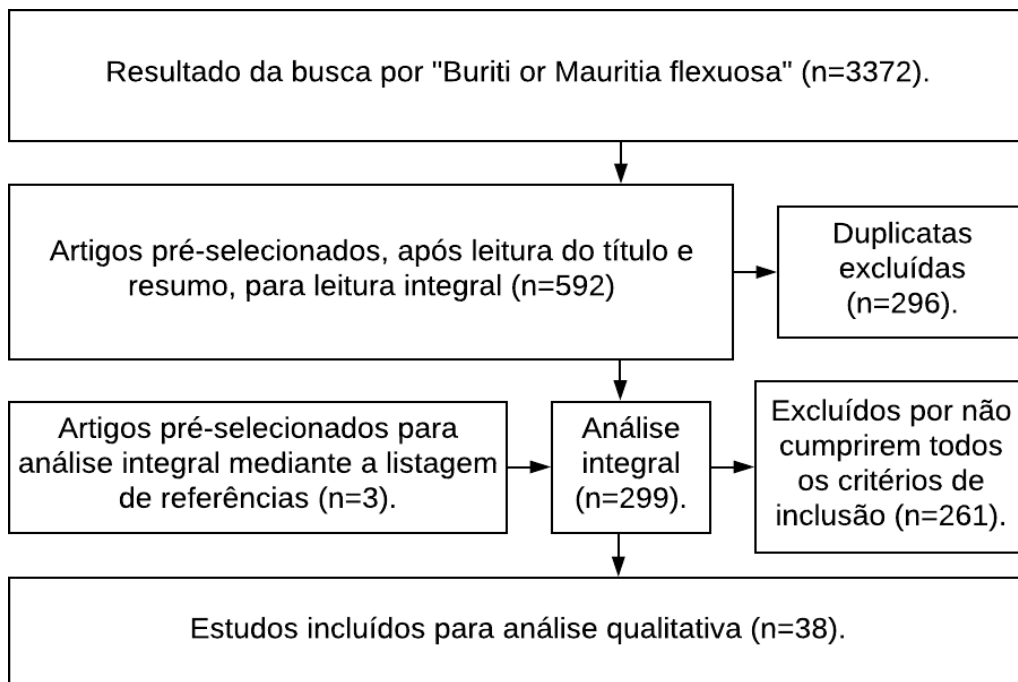 Resultado da busca por "Buriti or Mauritia flexuosa" (n=3372).
Artigos pré-selecionados, após leitura do título e
resumo, para leitura integral (n=592)
Duplicatas
excluídas
(n=296).
Artigos pré-selecionados para
análise integral mediante a listagem
de referências (n=3).
Análise
integral
(n=299).
Excluídos por não
cumprirem todos
os critérios de
inclusão (n=261).
Estudos incluídos para análise qualitativa (n=38).